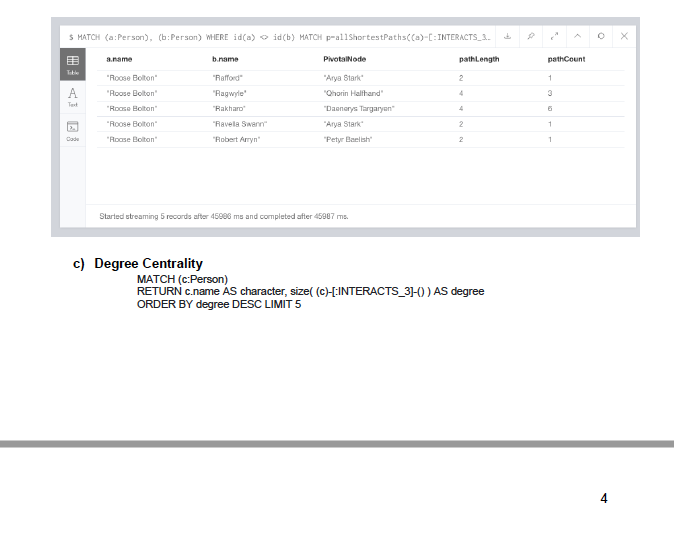 $ MATCH (a:Person), (b:Person) WHERE id(a) <> id(b) MATCH p=allShortestPaths((a)-[:INTERACTS_3…
Table
a.name b.name PivotalNode pathLength pathCount
"Roose Bolton" "Rafford" "Arya Stark" 2 1
"Roose Bolton" "Ragwyle" "Qhorin Halfhand" 4 3
"Roose Bolton" "Rakharo" "Daenerys Targaryen" 4 6
"Roose Bolton" "Ravella Swann" "Arya Stark" 2 1
"Roose Bolton" "Robert Arryn" "Petyr Baelish" 2 1
A
Text
Code
Started streaming 5 records after 45986 ms and completed after 45987 ms.
c) Degree Centrality
MATCH (c:Person)
RETURN c.name AS character, size( (c)-[:INTERACTS_3]-() ) AS degree
ORDER BY degree DESC LIMIT 5
4